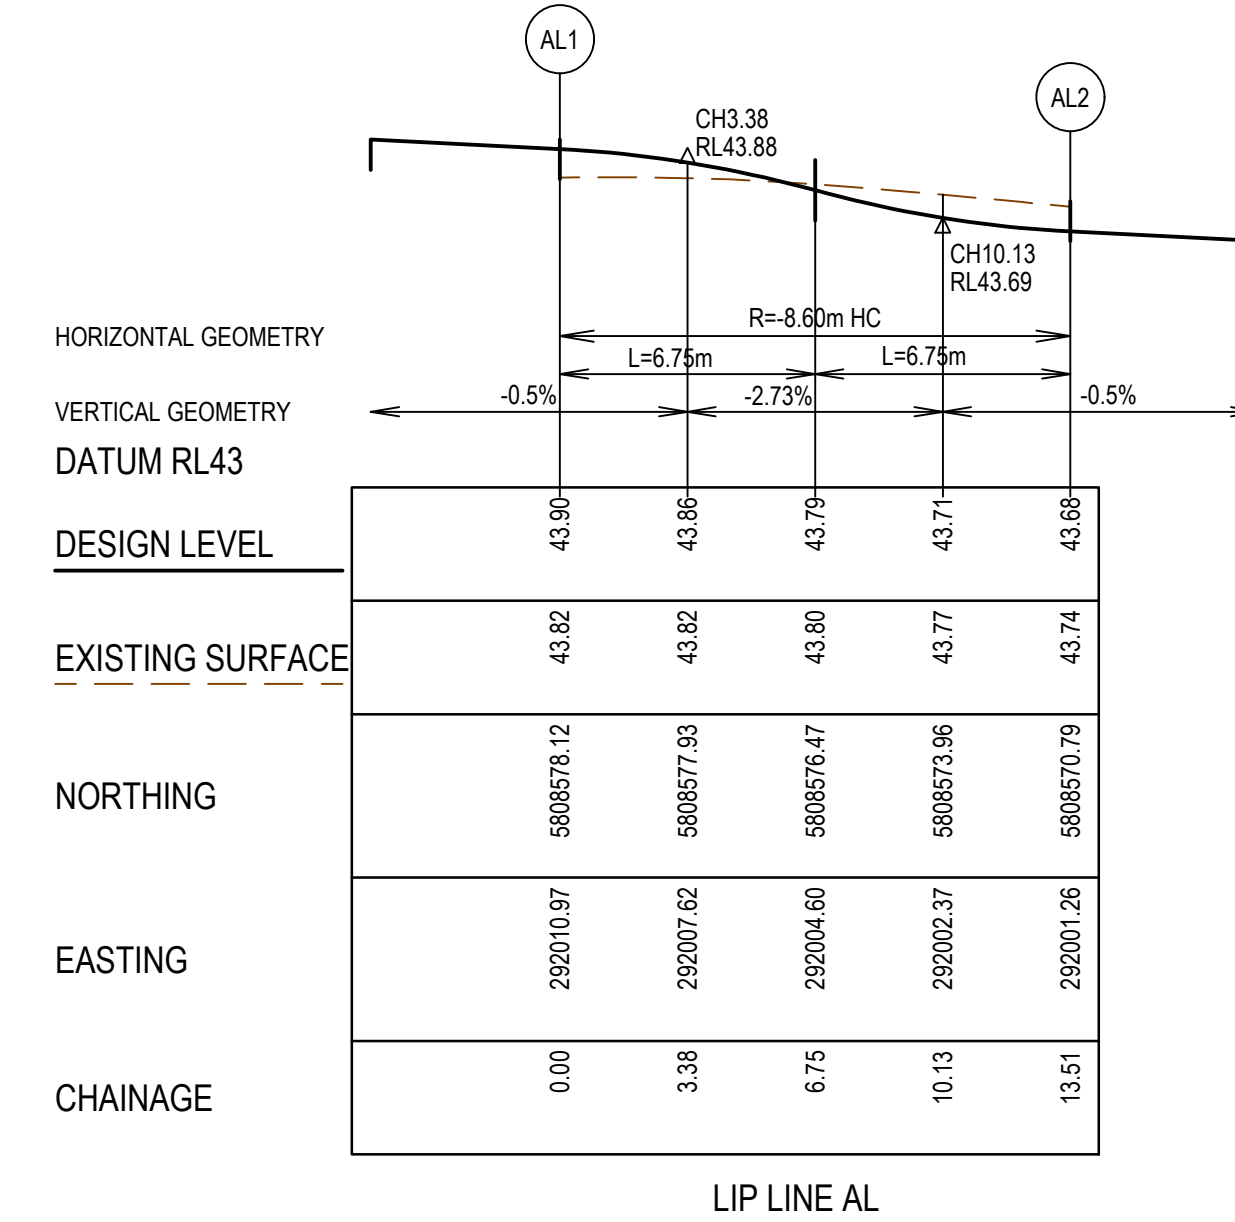 AL1
AL2
CH3.38
RL43.88
CH10.13
RL43.69
HORIZONTAL GEOMETRY
R=-8.60m HC
L=6.75m
L=6.75m
VERTICAL GEOMETRY
-0.5%
-2.73%
-0.5%
DATUM RL43
DESIGN LEVEL
43.90
43.86
43.79
43.71
43.68
EXISTING SURFACE
43.82
43.82
43.80
43.77
43.74
NORTHING
5808578.12
5808577.93
5808576.47
5808573.96
5808570.79
EASTING
292010.97
292007.62
292004.60
292002.37
292001.26
CHAINAGE
0.00
3.38
6.75
10.13
13.51
LIP LINE AL